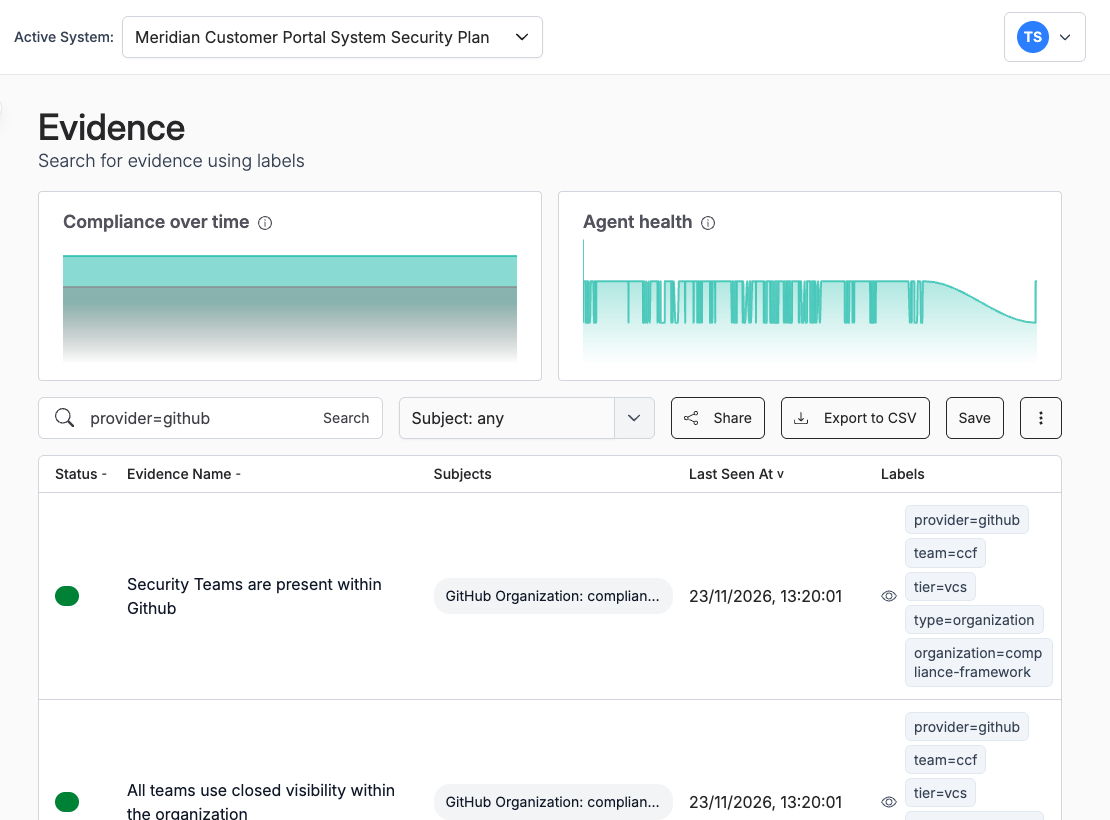 Active System:
Meridian Customer Portal System Security Plan
TS
Evidence
Search for evidence using labels
Compliance over time
Agent health
provider=github
Search
Subject: any
Share
Export to CSV
Save
Status -
Evidence Name -
Subjects
Last Seen At v
Labels
Security Teams are present within
Github
GitHub Organization: complian...
23/11/2026, 13:20:01
provider=github
team=ccf
tier=vcs
type=organization
organization=comp
liance-framework
All teams use closed visibility within
the organization
GitHub Organization: complian...
23/11/2026, 13:20:01
provider=github
team=ccf
tier=vcs